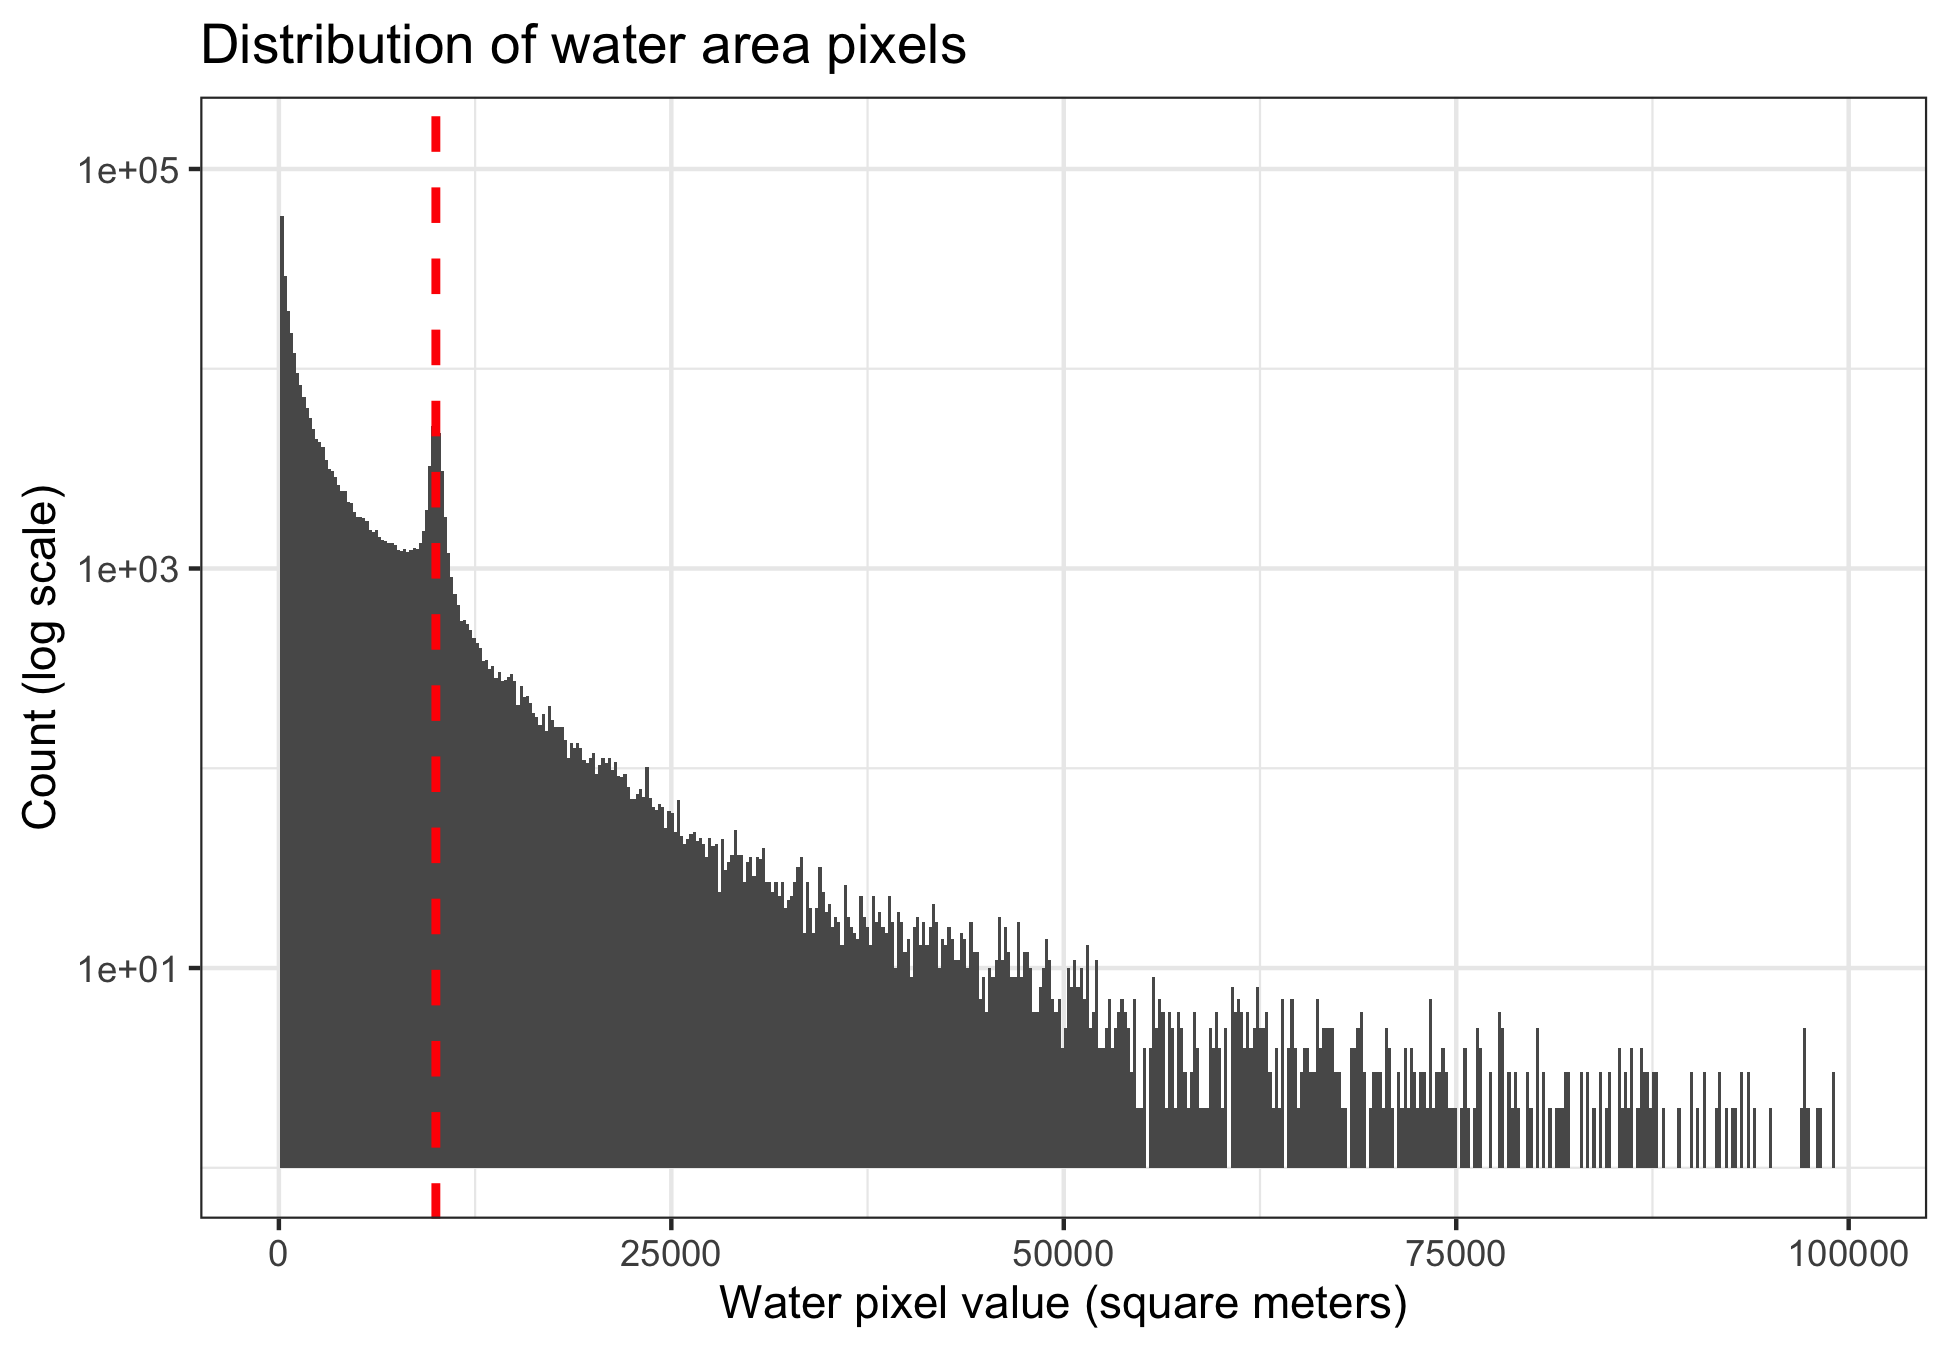 Distribution of water area pixels
Count (log scale)
1e+05
1e+03
1e+01
0
25000
50000
75000
100000
Water pixel value (square meters)